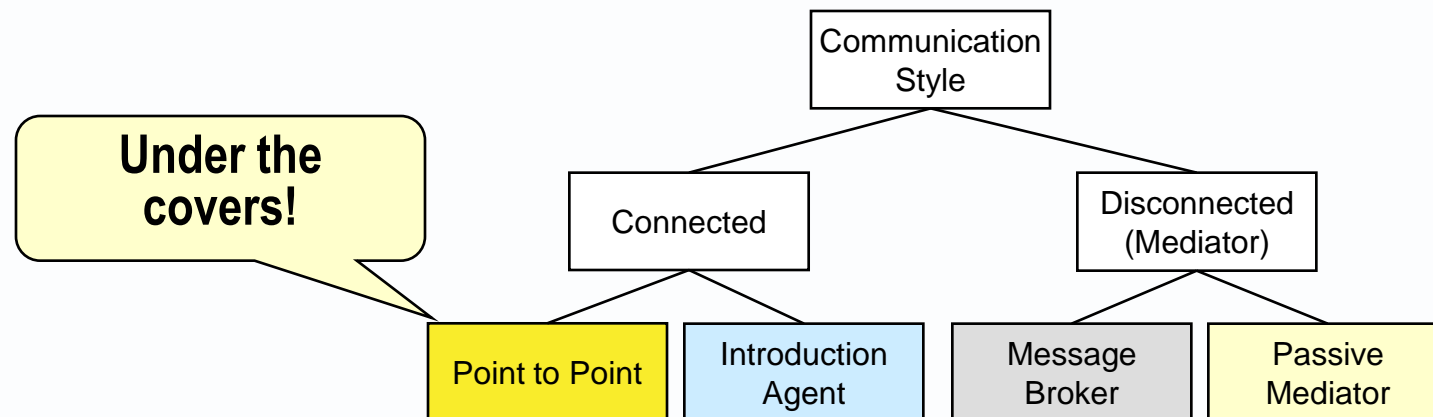 Communication
Style
Under the
covers!
Connected
Disconnected
(Mediator)
Point to Point
Introduction
Agent
Message
Broker
Passive
Mediator